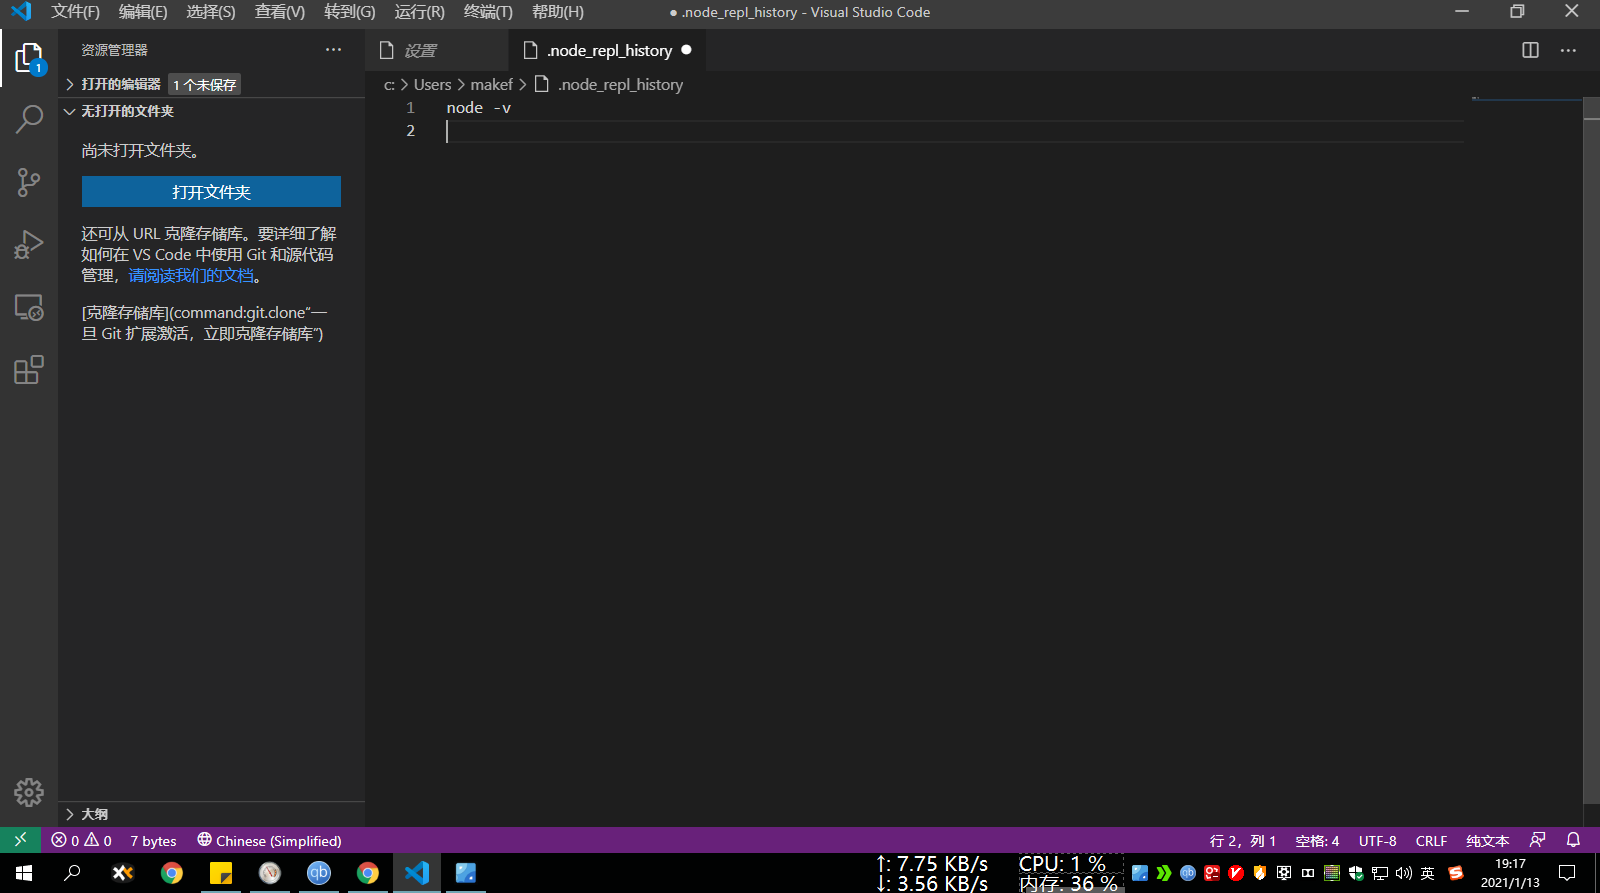 文件(F) 编辑(E) 选择(S) 查看(V) 转到(G) 运行(R) 终端(T) 帮助(H) ● .node_repl_history - Visual Studio Code
资源管理器 ···
设置 .node_repl_history ●
1
打开的编辑器 1 个未保存
c: > Users > makef > .node_repl_history
无打开的文件夹
1 node -v
2
尚未打开文件夹。
打开文件夹
还可从 URL 克隆存储库。要详细了解
如何在 VS Code 中使用 Git 和源代码
管理，请阅读我们的文档。
[克隆存储库](command:git.clone“一
旦 Git 扩展激活，立即克隆存储库”)
大纲
0 0 7 bytes Chinese (Simplified) 行 2，列 1 空格: 4 UTF-8 CRLF 纯文本
qb
↑: 7.75 KB/s CPU: 1 %
↓: 3.56 KB/s 内存: 36 %
英
19:17
2021/1/13